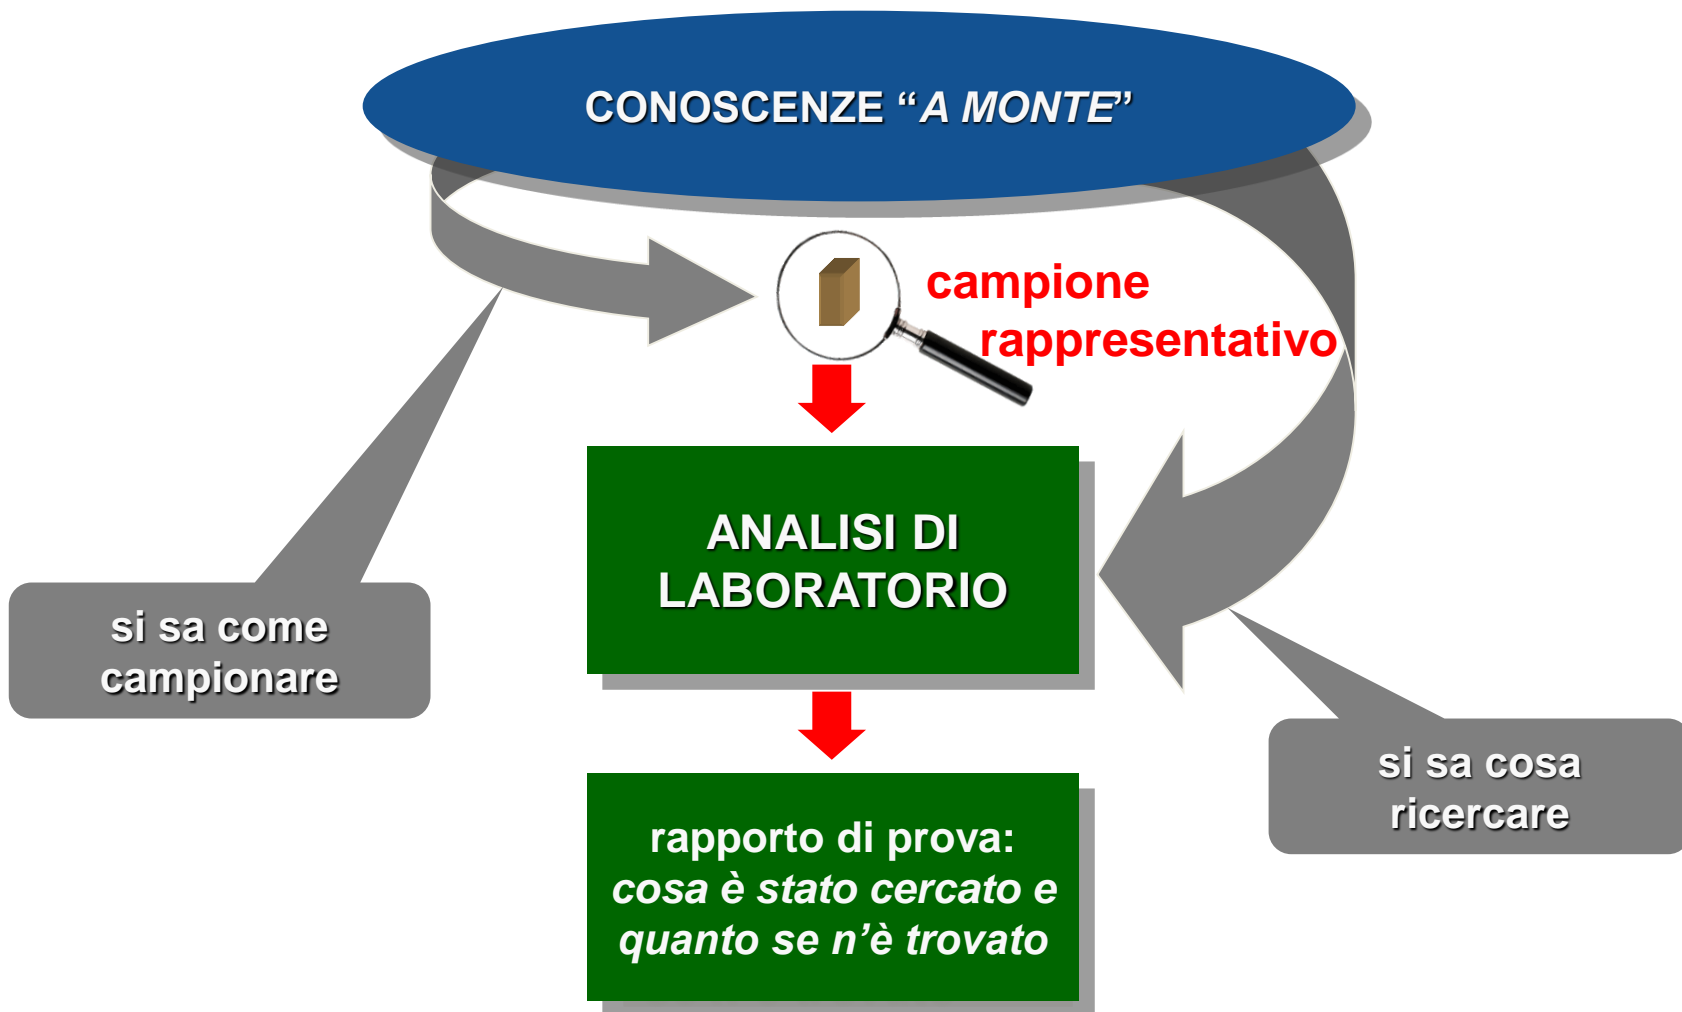 CONOSCENZE “A MONTE”
campione
rappresentativo
ANALISI DI
LABORATORIO
si sa come
campionare
si sa cosa
ricercare
rapporto di prova:
cosa è stato cercato e
quanto se n’è trovato